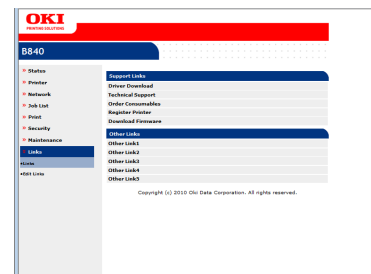 OKI
PRINTING SOLUTIONS
B840
Status
Printer
Network
Job List
Print
Security
Maintenance
Links
Links
Edit Links
Support Links
Driver Download
Technical Support
Order Consumables
Register Printer
Download Firmware
Other Links
Other Link1
Other Link2
Other Link3
Other Link4
Other Link5
Copyright (c) 2010 Oki Data Corporation. All rights reserved.